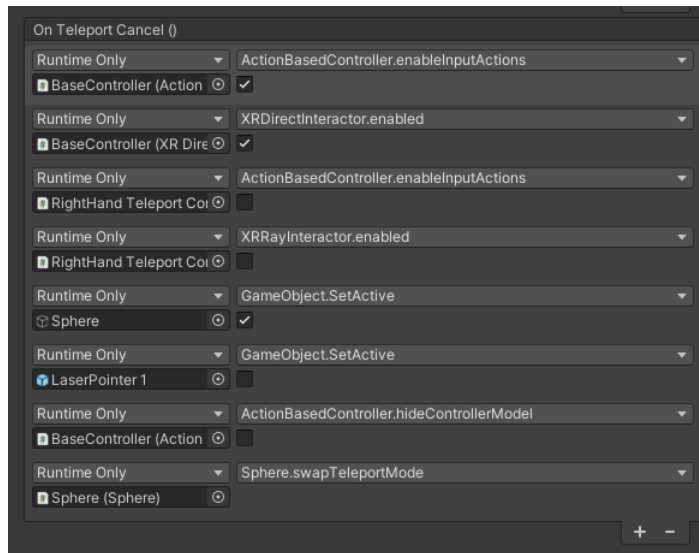 On Teleport Cancel ()
Runtime Only ActionBasedController.enableInputActions
BaseController (Action
Runtime Only XRDirectInteractor.enabled
BaseController (XR Dire
Runtime Only ActionBasedController.enableInputActions
RightHand Teleport Co
Runtime Only XRRayInteractor.enabled
RightHand Teleport Co
Runtime Only GameObject.SetActive
Sphere
Runtime Only GameObject.SetActive
LaserPointer 1
Runtime Only ActionBasedController.hideControllerModel
BaseController (Action
Runtime Only Sphere.swapTeleportMode
Sphere (Sphere)
+ -